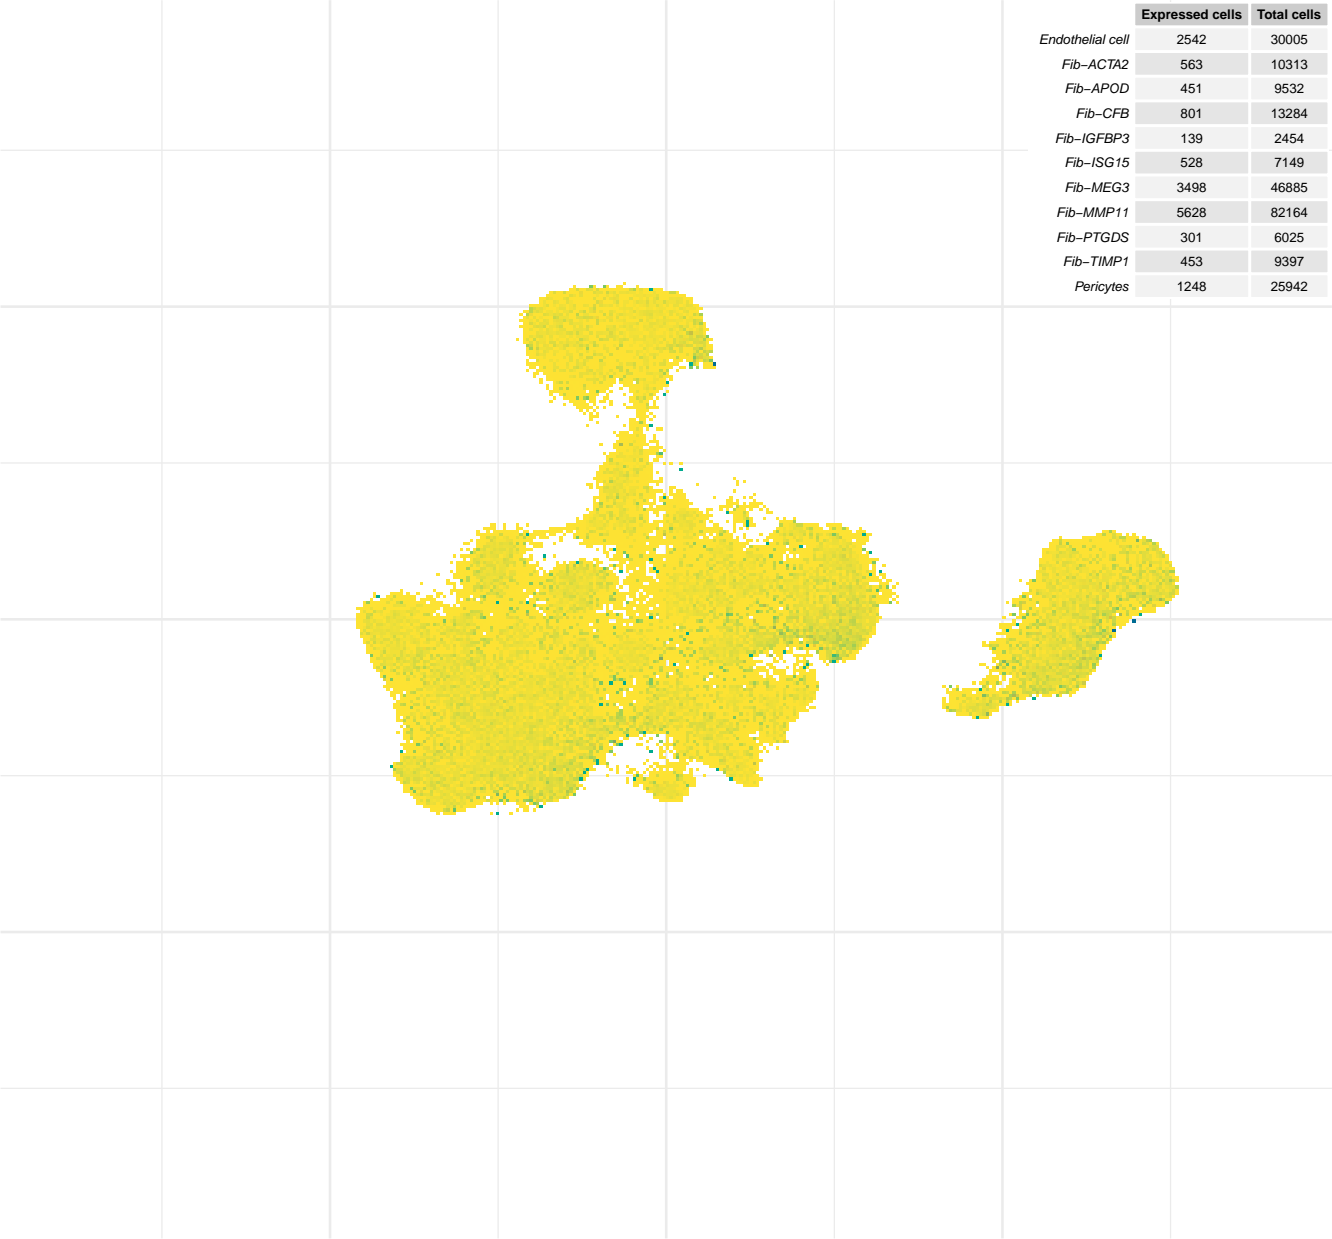 Expressed cells Total cells
Endothelial cell 2542 30005
Fib−ACTA2 563 10313
Fib−APOD 451 9532
Fib−CFB 801 13284
Fib−IGFBP3 139 2454
Fib−ISG15 528 7149
Fib−MEG3 3498 46885
Fib−MMP11 5628 82164
Fib−PTGDS 301 6025
Fib−TIMP1 453 9397
Pericytes 1248 25942